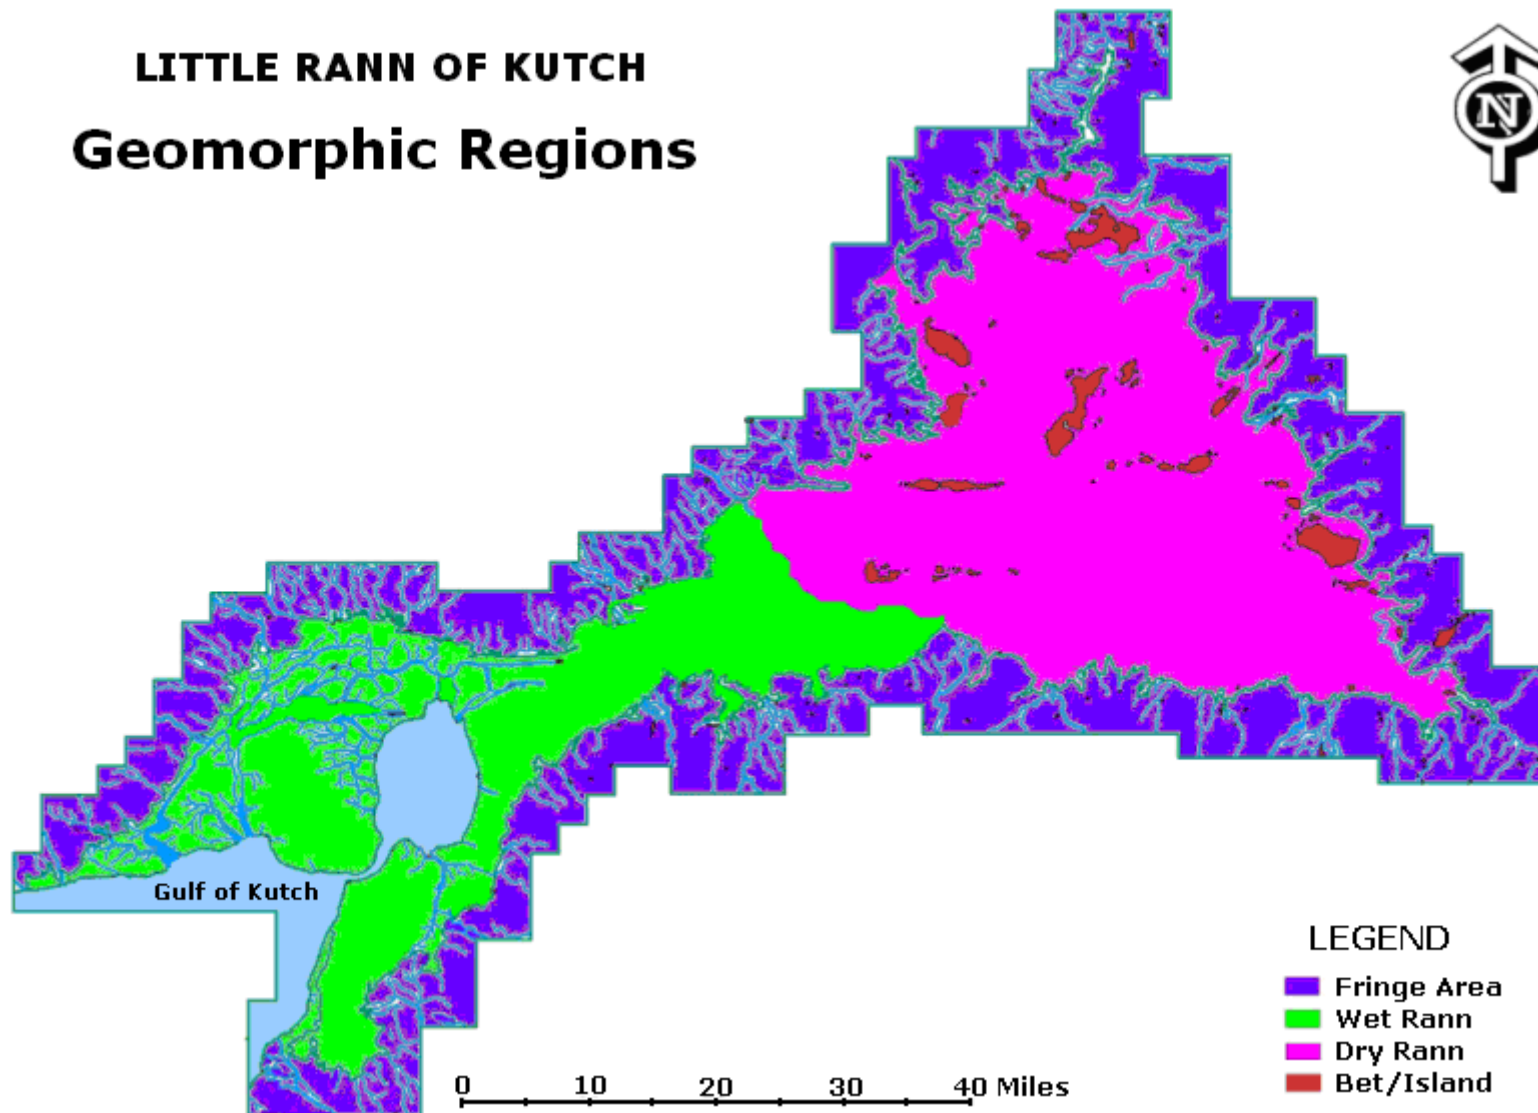 LITTLE RANN OF KUTCH
Geomorphic Regions
N
Gulf of Kutch
LEGEND
Fringe Area
Wet Rann
Dry Rann
Bet/Island
0 10 20 30 40 Miles